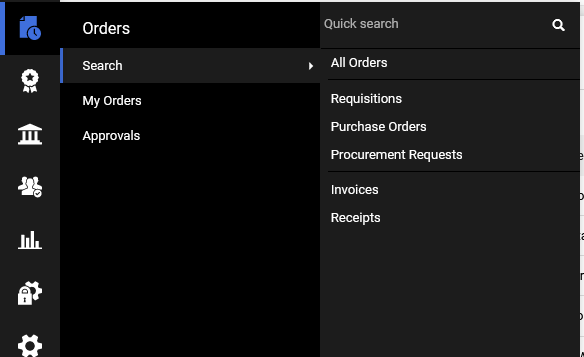 Orders
Search
My Orders
Approvals
Quick search
All Orders
Requisitions
Purchase Orders
Procurement Requests
Invoices
Receipts